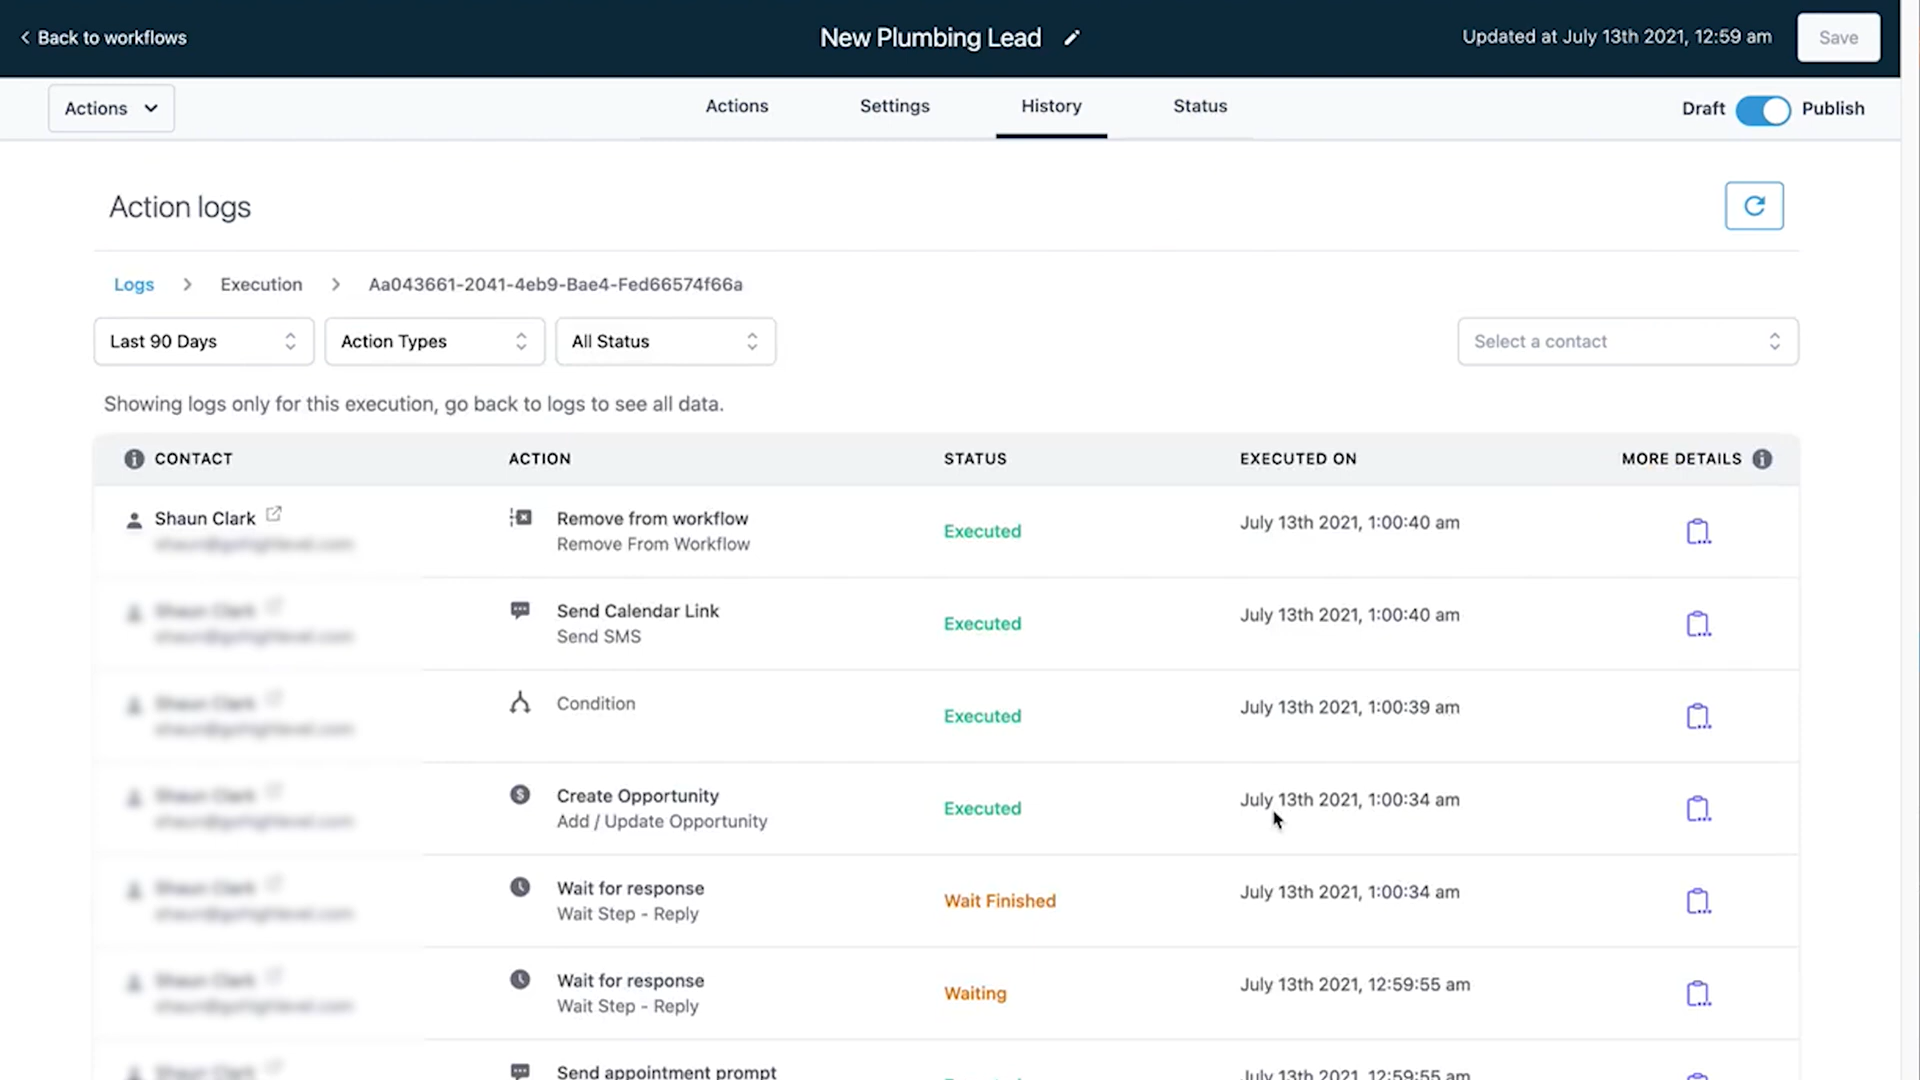 Back to workflows
New Plumbing Lead
Updated at July 13th 2021, 12:59 am
Save
Actions
Actions
Settings
History
Status
Draft
Publish
Action logs
Logs > Execution > Aa043661-2041-4eb9-Bae4-Fed66574f66a
Last 90 Days
Action Types
All Status
Select a contact
Showing logs only for this execution, go back to logs to see all data.
CONTACT ACTION STATUS EXECUTED ON MORE DETAILS
Shaun Clark
Remove from workflow
Remove From Workflow
Executed
July 13th 2021, 1:00:40 am
Send Calendar Link
Send SMS
Executed
July 13th 2021, 1:00:40 am
Condition
Executed
July 13th 2021, 1:00:39 am
Create Opportunity
Add / Update Opportunity
Executed
July 13th 2021, 1:00:34 am
Wait for response
Wait Step - Reply
Wait Finished
July 13th 2021, 1:00:34 am
Wait for response
Wait Step - Reply
Waiting
July 13th 2021, 12:59:55 am
Send appointment prompt
July 13th 2021, 12:59:55 am